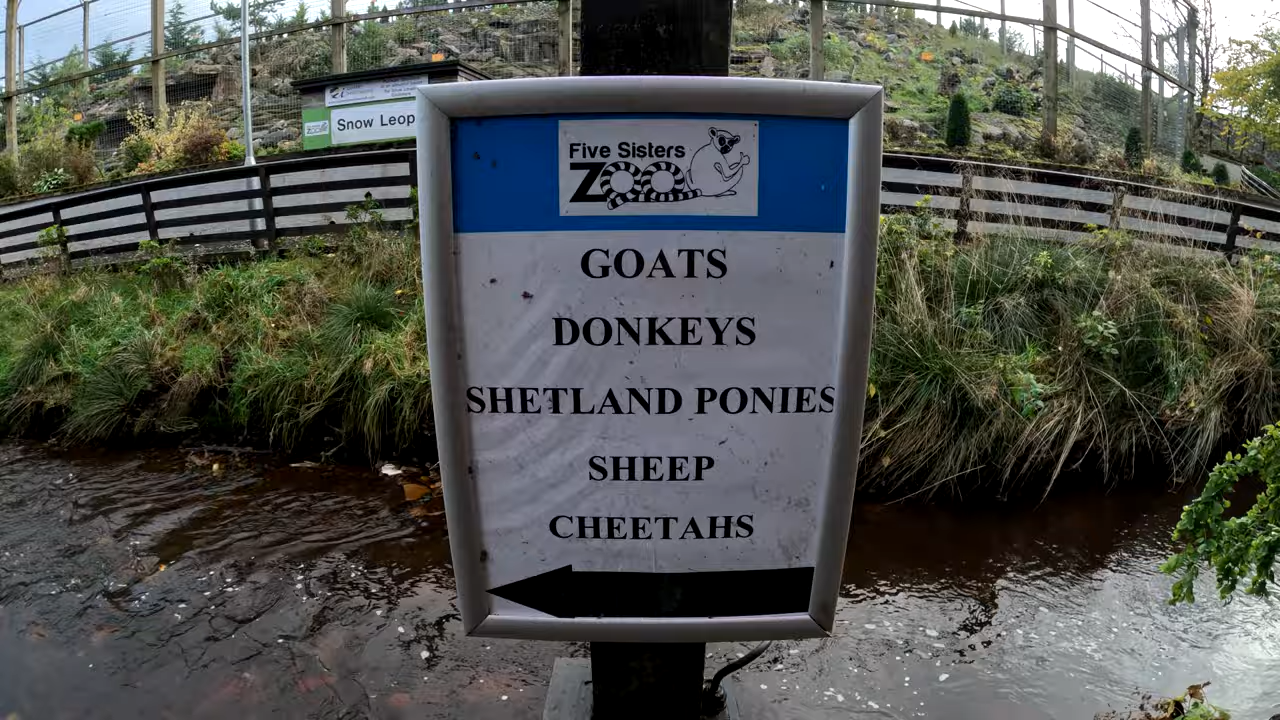 Snow Leop
Five Sisters
ZOO
GOATS
DONKEYS
SHETLAND PONIES
SHEEP
CHEETAHS